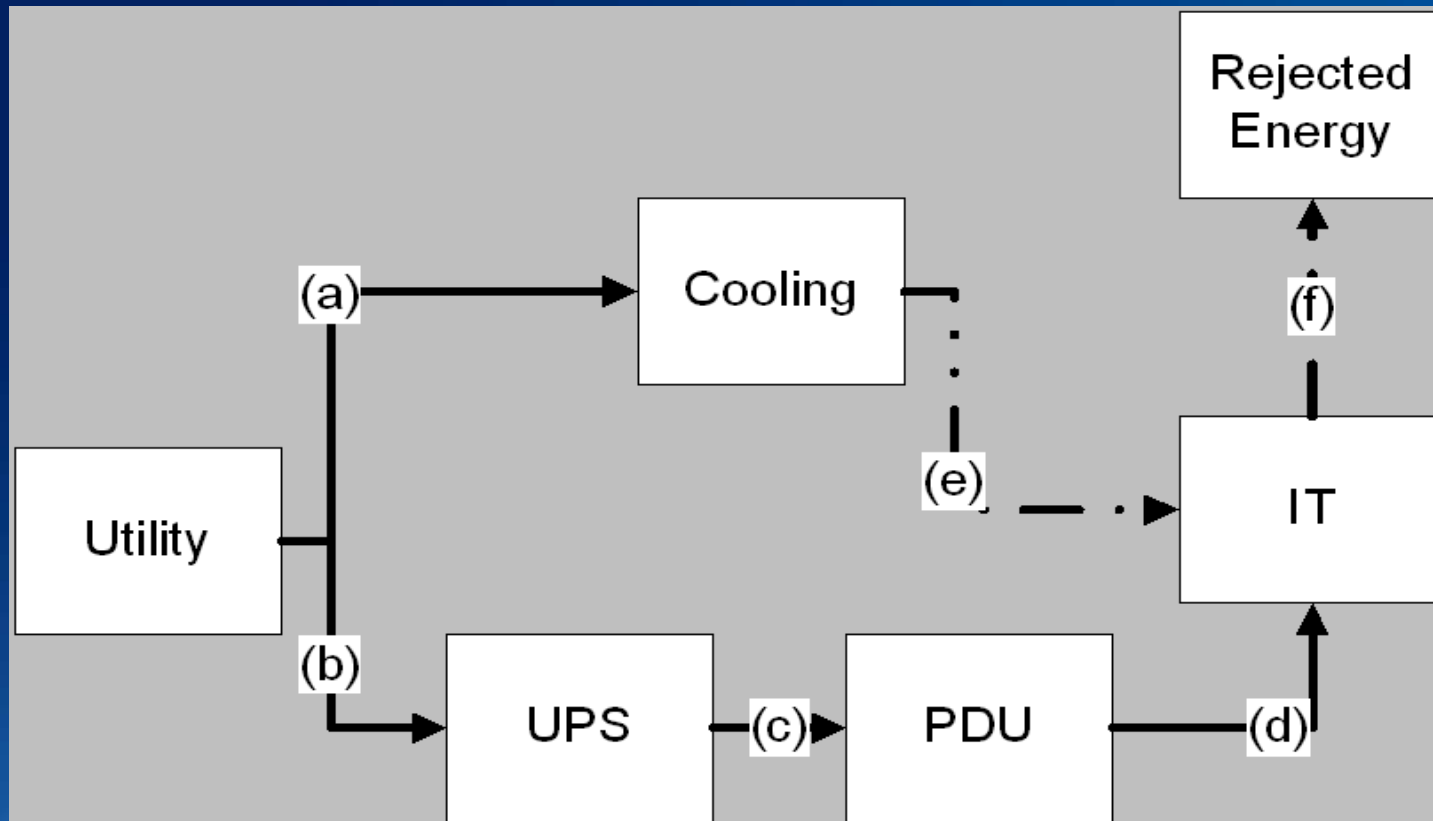 Rejected
Energy
(a)
Cooling
(f)
(e)
IT
Utility
(b)
UPS
(c)
PDU
(d)